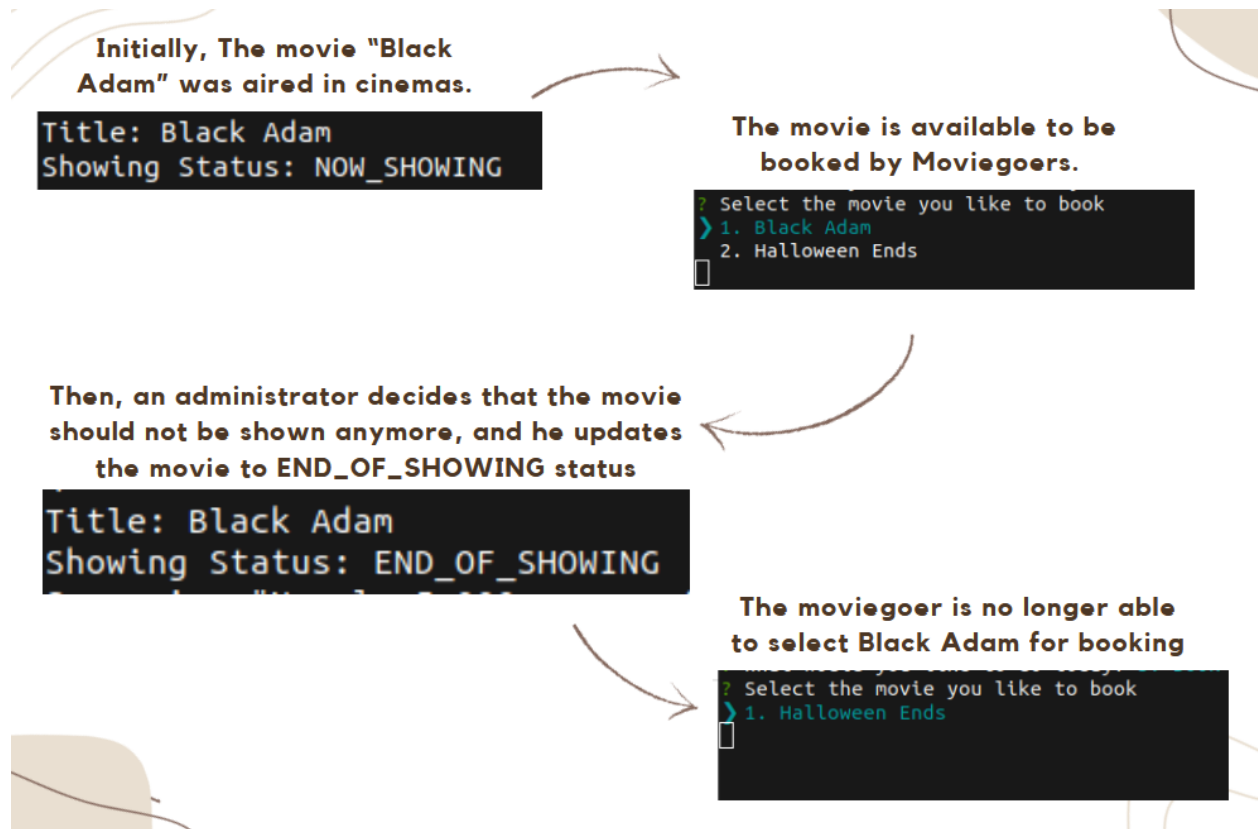 Initially, The movie “Black
Adam” was aired in cinemas.
Title: Black Adam
Showing Status: NOW_SHOWING
The movie is available to be
booked by Moviegoers.
? Select the movie you like to book
❯ 1. Black Adam
2. Halloween Ends
Then, an administrator decides that the movie
should not be shown anymore, and he updates
the movie to END_OF_SHOWING status
Title: Black Adam
Showing Status: END_OF_SHOWING
The moviegoer is no longer able
to select Black Adam for booking
? Select the movie you like to book
❯ 1. Halloween Ends